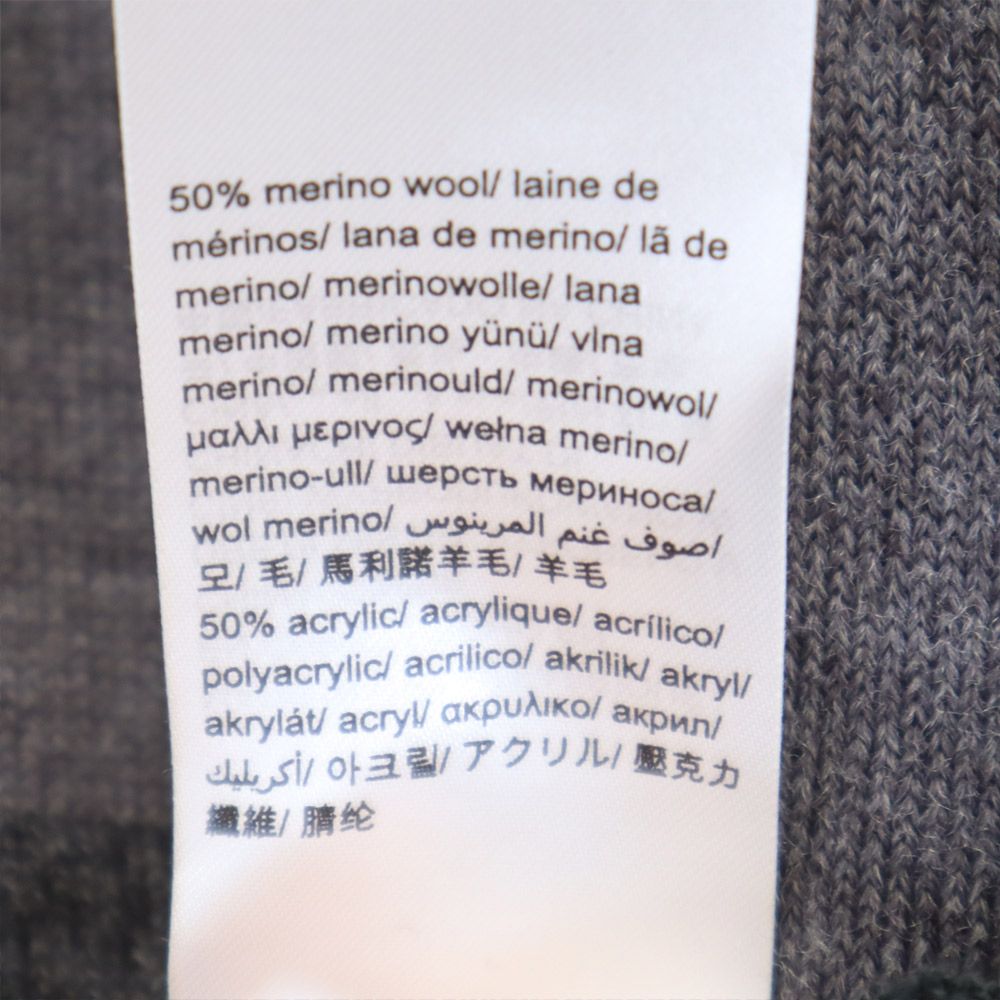 50% merino wool/ laine de
mérinos/ lana de merino/ lã de
merino/ merinowolle/ lana
merino/ merino yünü/ vlna
merino/ merinould/ merinowol/
μαλλι μερινος/ wełna merino/
merino-ull/ шерсть мериноса/
wol merino/ صوف غنم المرينوس/
모/ 毛/ 馬利諾羊毛/ 羊毛
50% acrylic/ acrylique/ acrílico/
polyacrylic/ acrilico/ akrilik/ akryl/
akrylát/ acryl/ ακρυλικο/ акрил/
أكريليك/ 아크릴/ アクリル/ 壓克力
纖維/ 腈纶